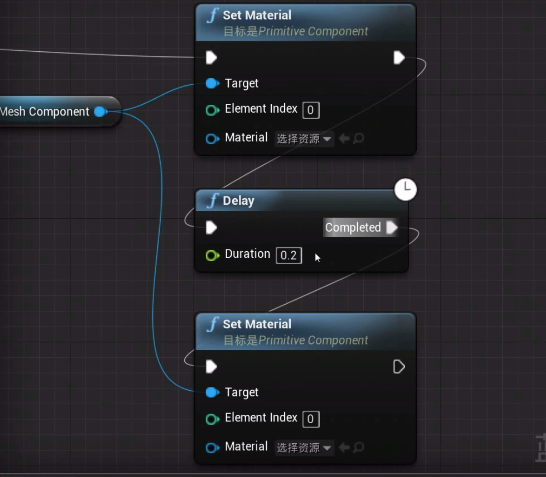 Set Material
目标是Primitive Component
Target
Mesh Component
Element Index 0
Material 选择资源
Delay
Completed
Duration 0.2
Set Material
目标是Primitive Component
Target
Element Index 0
Material 选择资源